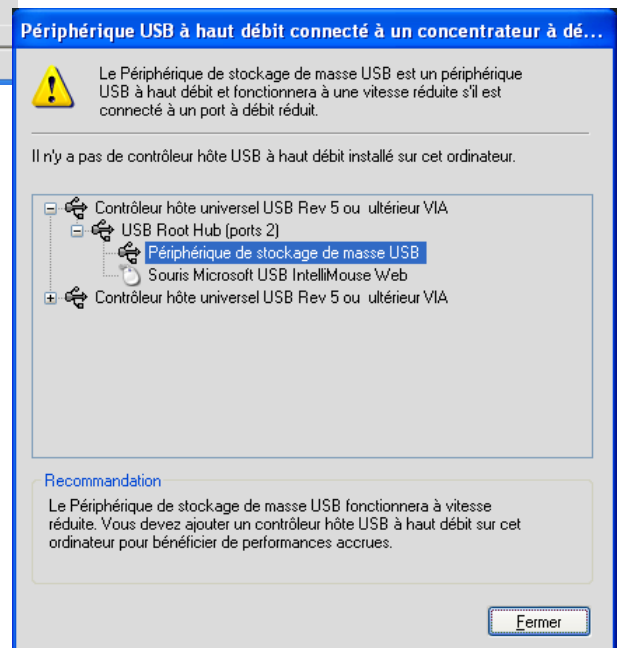 Périphérique USB à haut débit connecté à un concentrateur à dé...
Le Périphérique de stockage de masse USB est un périphérique
USB à haut débit et fonctionnera à une vitesse réduite s'il est
connecté à un port à débit réduit.
Il n'y a pas de contrôleur hôte USB à haut débit installé sur cet ordinateur.
Contrôleur hôte universel USB Rev 5 ou  ultérieur VIA
USB Root Hub (ports 2)
Périphérique de stockage de masse USB
Souris Microsoft USB IntelliMouse Web
Contrôleur hôte universel USB Rev 5 ou  ultérieur VIA
Recommandation
Le Périphérique de stockage de masse USB fonctionnera à vitesse
réduite. Vous devez ajouter un contrôleur hôte USB à haut débit sur cet
ordinateur pour bénéficier de performances accrues.
Fermer